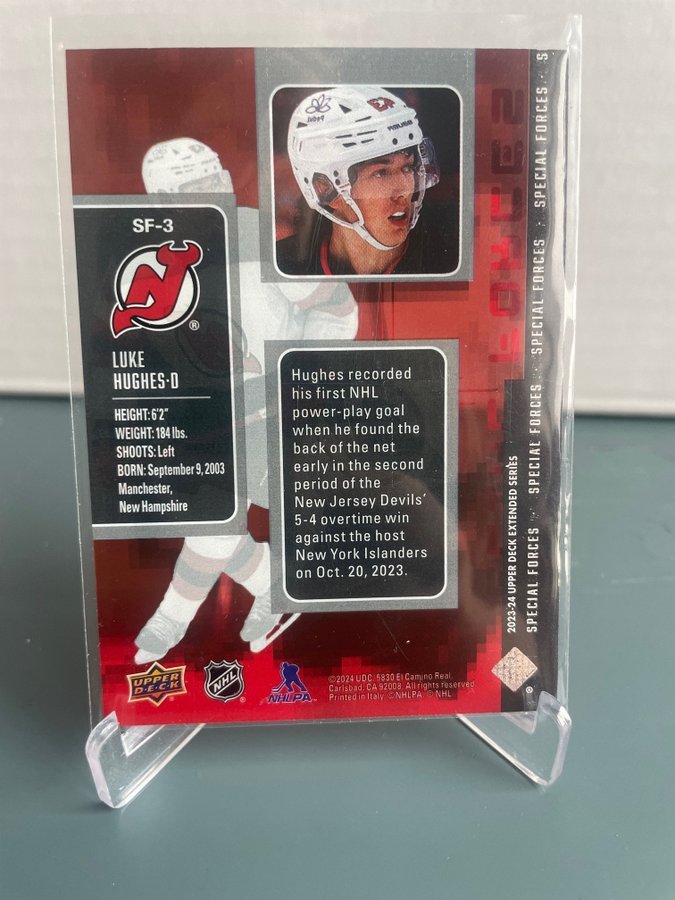 SF-3
®
LUKE
HUGHES·D
HEIGHT: 6'2"
WEIGHT: 184 lbs.
SHOOTS: Left
BORN: September 9, 2003
Manchester,
New Hampshire
Hughes recorded
his first NHL
power-play goal
when he found the
back of the net
early in the second
period of the
New Jersey Devils'
5-4 overtime win
against the host
New York Islanders
on Oct. 20, 2023.
SPECIAL FORCES
SPECIAL FORCES
SPECIAL FORCES
SPECIAL FORCES
2023-24 UPPER DECK EXTENDED SERIES
UPPER
DECK
NHL
NHLPA
©2024 UDC. 5830 El Camino Real,
Carlsbad, CA 92008. All rights reserved
Printed in Italy ©NHLPA ©NHL